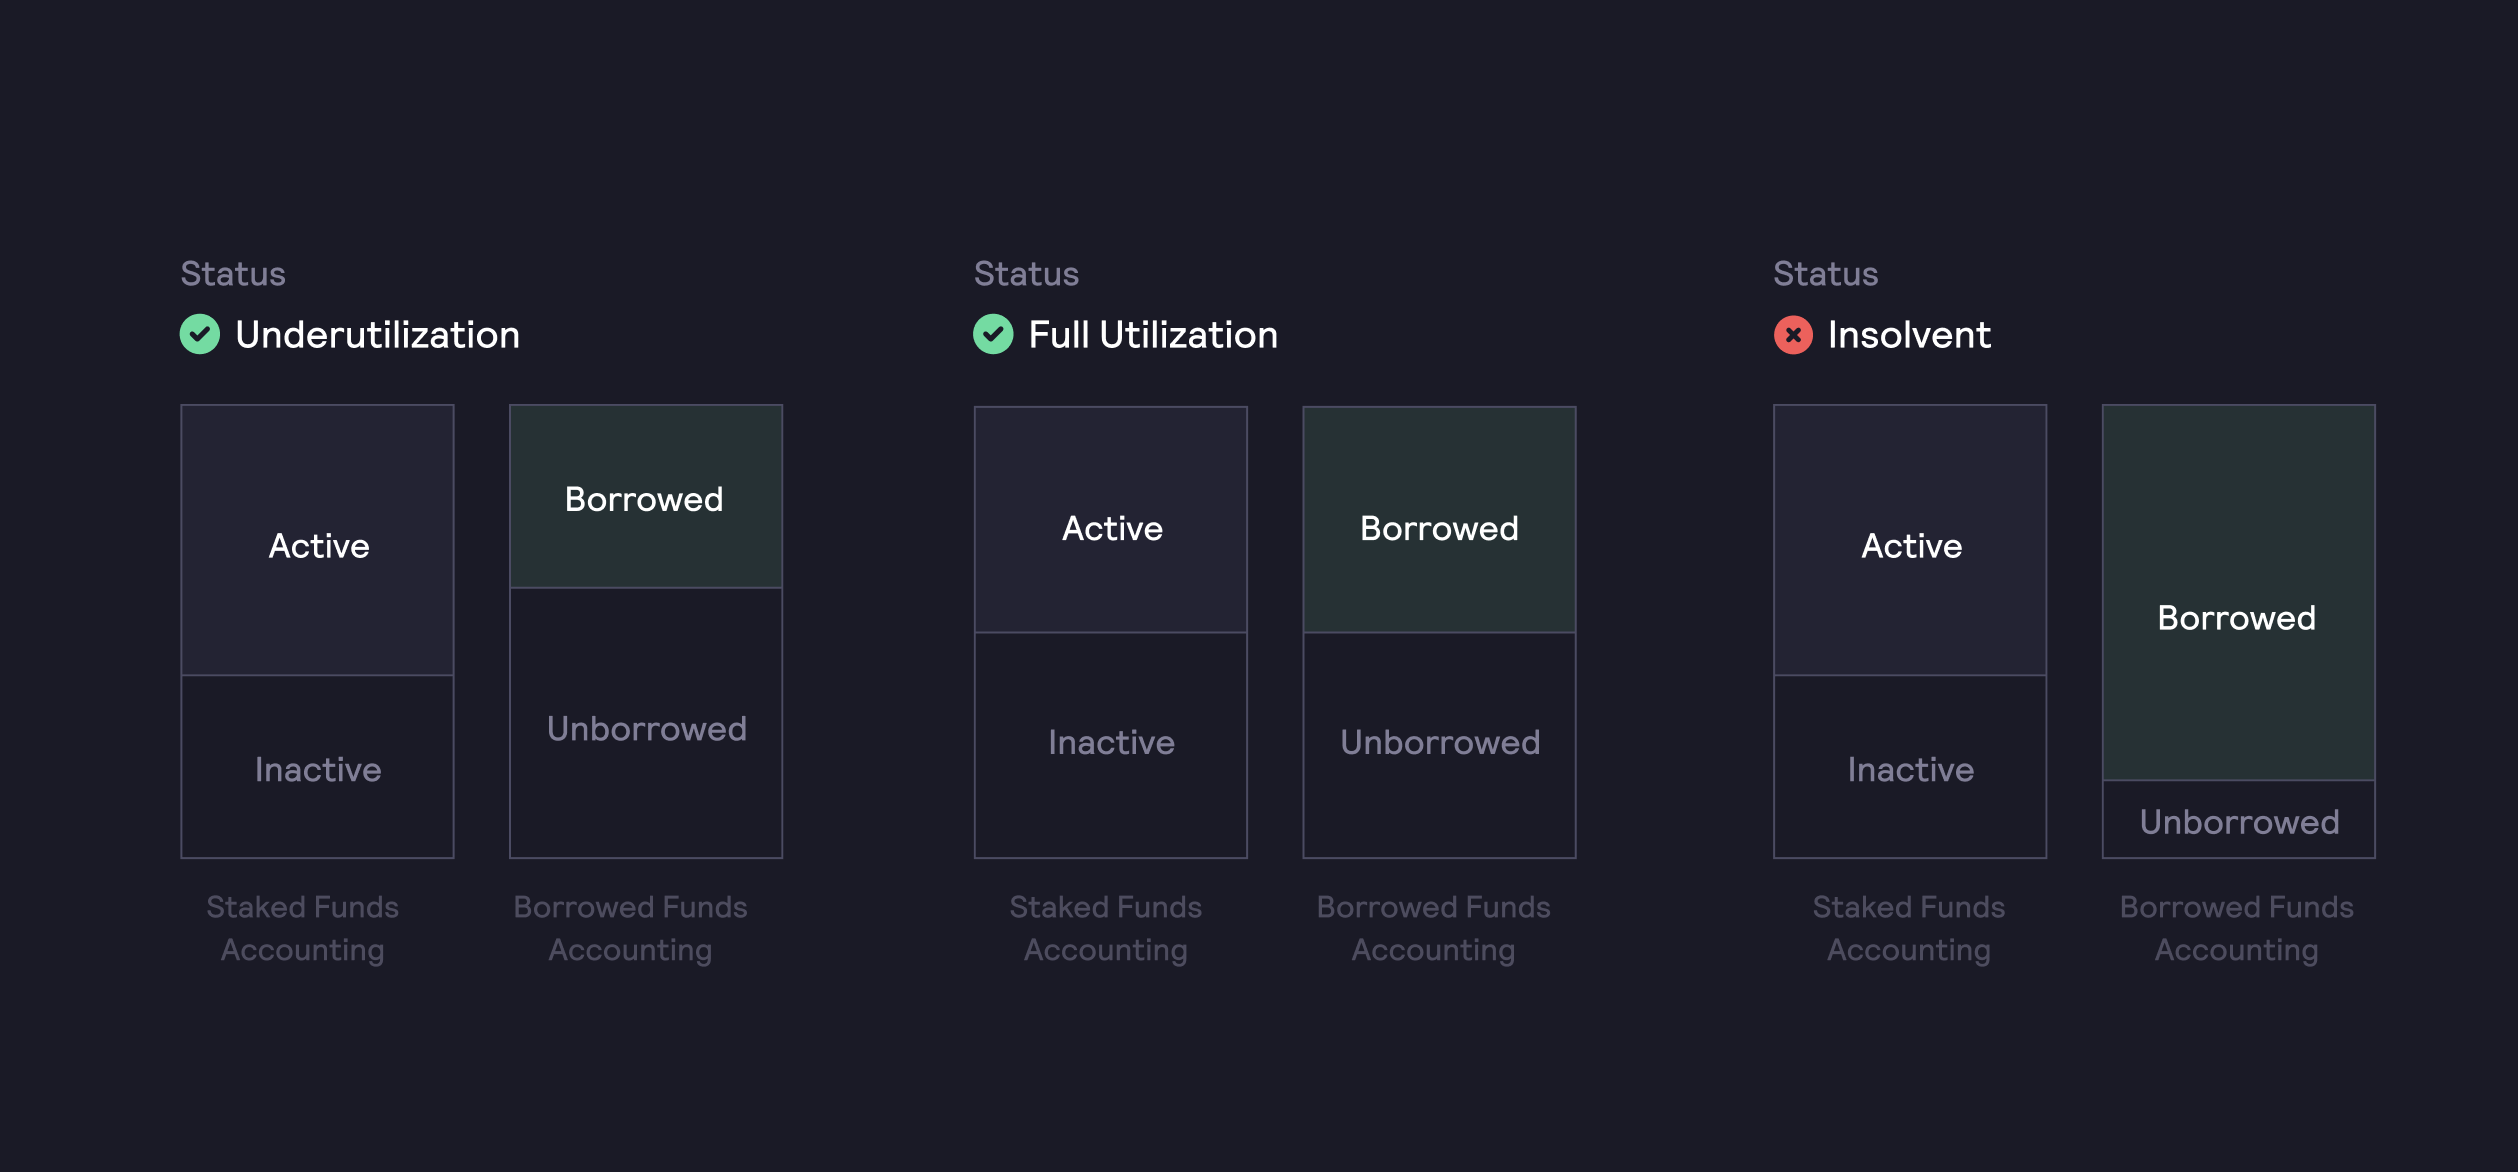 Status
Underutilization
Active
Inactive
Staked Funds
Accounting
Borrowed
Unborrowed
Borrowed Funds
Accounting
Status
Full Utilization
Active
Inactive
Staked Funds
Accounting
Borrowed
Unborrowed
Borrowed Funds
Accounting
Status
Insolvent
Active
Inactive
Staked Funds
Accounting
Borrowed
Unborrowed
Borrowed Funds
Accounting